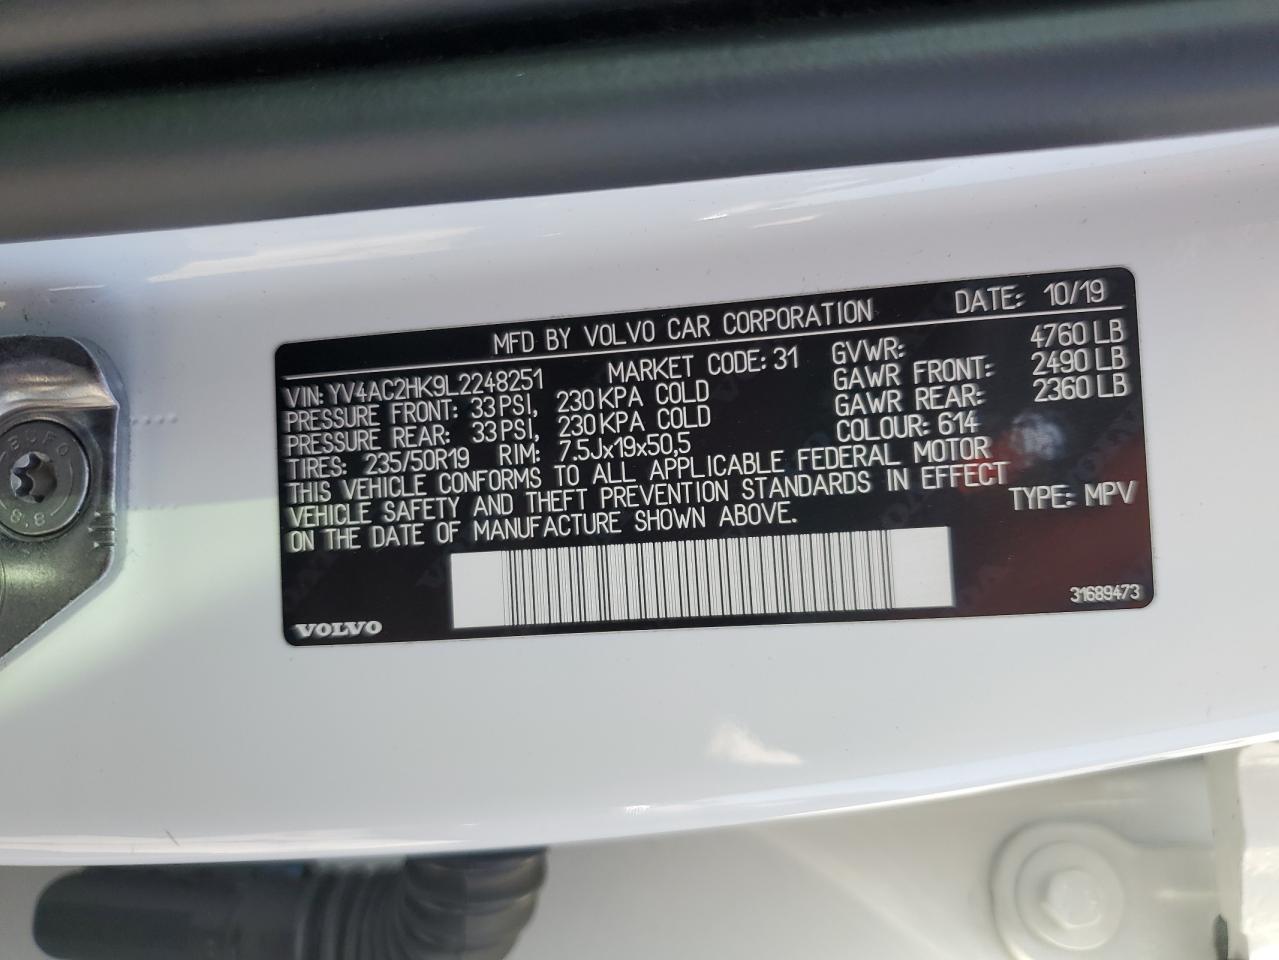 MFD BY VOLVO CAR CORPORATION DATE: 10/19
VIN: YV4AC2HK9L2248251 MARKET CODE: 31 GVWR: 4760 LB
PRESSURE FRONT: 33 PSI, 230 KPA COLD GAWR FRONT: 2490 LB
PRESSURE REAR: 33 PSI, 230 KPA COLD GAWR REAR: 2360 LB
TIRES: 235/50R19 RIM: 7.5Jx19x50,5 COLOUR: 614
THIS VEHICLE CONFORMS TO ALL APPLICABLE FEDERAL MOTOR
VEHICLE SAFETY AND THEFT PREVENTION STANDARDS IN EFFECT
ON THE DATE OF MANUFACTURE SHOWN ABOVE. TYPE: MPV
VOLVO 31689473
BUFO
8.8